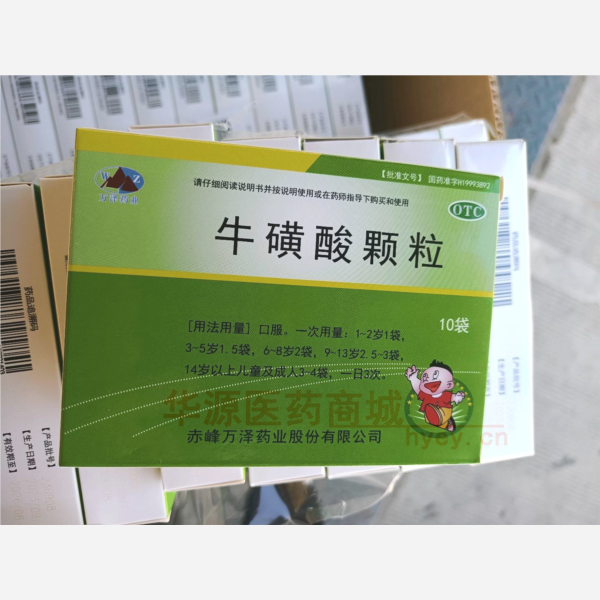 【批准文号】 国药准字H19993892
W Z
万泽药业
请仔细阅读说明书并按说明使用或在药师指导下购买和使用
OTC
牛磺酸颗粒
10袋
[用法用量] 口服。一次用量：1~2岁1袋，
3~5岁1.5袋，6~8岁2袋，9~13岁2.5~3袋，
14岁以上儿童及成人3~4袋，一日3次。
华源医药商城
hyey.cn
赤峰万泽药业股份有限公司
药品追溯码
【产品批号】
【生产日期】
【有效期至】